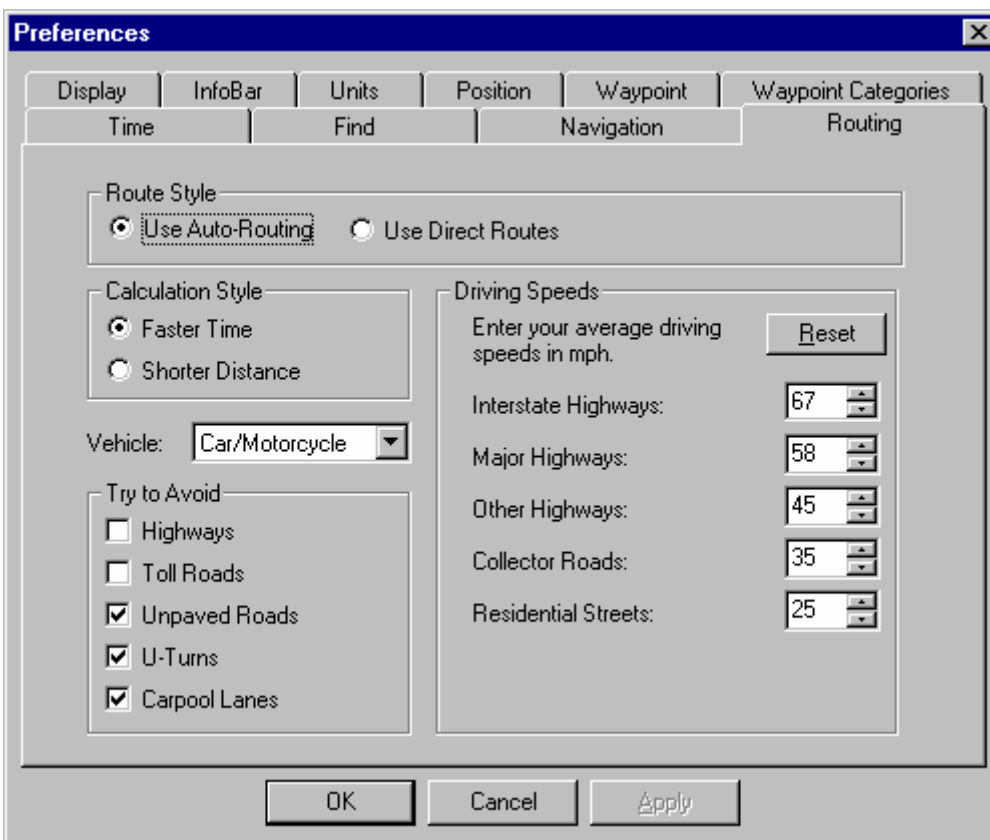 Preferences
Display InfoBar Units Position Waypoint Waypoint Categories
Time Find Navigation Routing
Route Style
Use Auto-Routing Use Direct Routes
Calculation Style
Faster Time
Shorter Distance
Vehicle: Car/Motorcycle
Try to Avoid
Highways
Toll Roads
Unpaved Roads
U-Turns
Carpool Lanes
Driving Speeds
Enter your average driving
speeds in mph.
Reset
Interstate Highways: 67
Major Highways: 58
Other Highways: 45
Collector Roads: 35
Residential Streets: 25
OK Cancel Apply